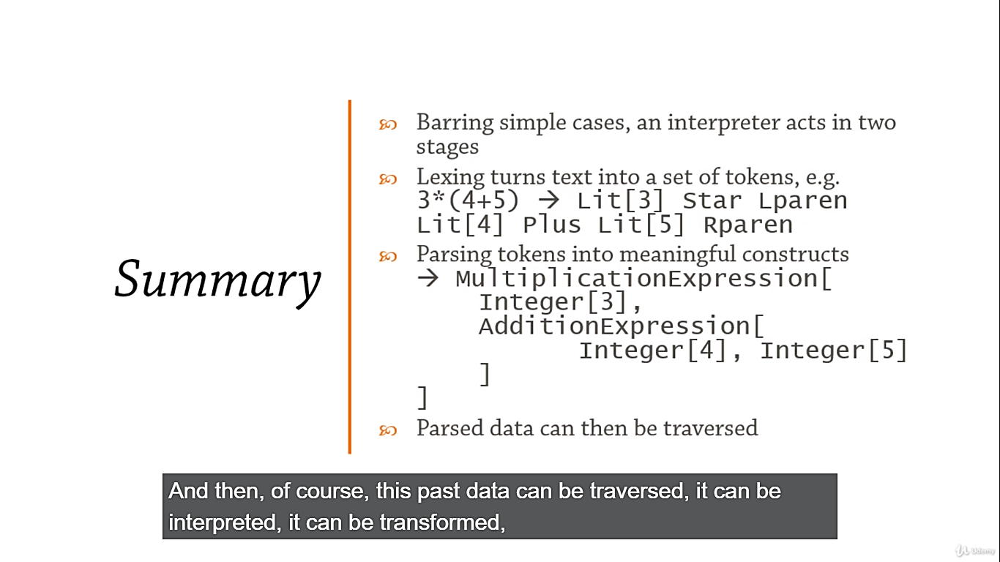 Summary
Barring simple cases, an interpreter acts in two
stages
Lexing turns text into a set of tokens, e.g.
3*(4+5) → Lit[3] Star Lparen
Lit[4] Plus Lit[5] Rparen
Parsing tokens into meaningful constructs
→ MultiplicationExpression[
Integer[3],
AdditionExpression[
Integer[4], Integer[5]
]
]
Parsed data can then be traversed
And then, of course, this past data can be traversed, it can be
interpreted, it can be transformed,
Udemy